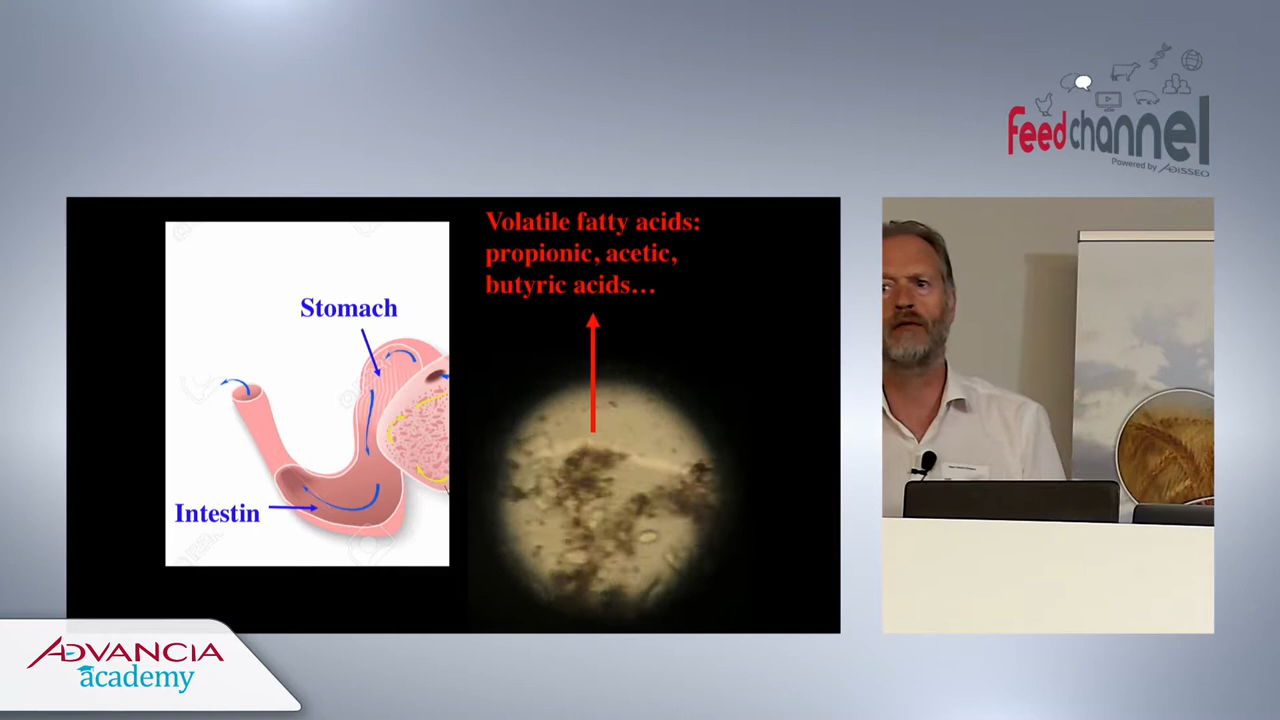 feedchannel
Powered by ADISSEO
Volatile fatty acids:
propionic, acetic,
butyric acids…
Stomach
Intestin
ADVANCIA
academy